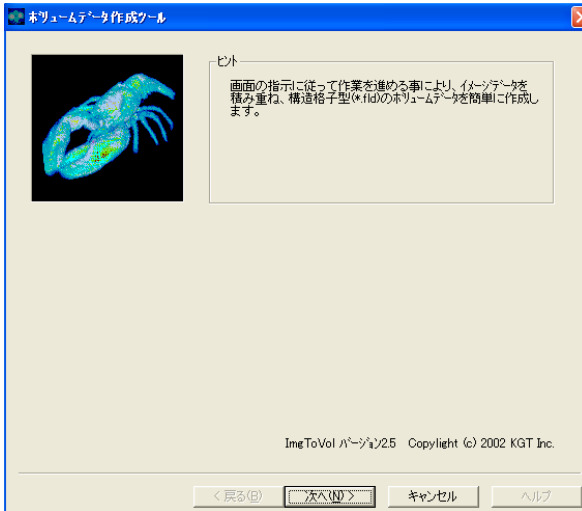 ボリュームデータ作成ツール
ヒント
画面の指示に従って作業を進める事により、イメージデータを
積み重ね、構造格子型(*.fld)のボリュームデータを簡単に作成し
ます。
ImgToVol バージョン2.5 Copylight (c) 2002 KGT Inc.
< 戻る(B) 次へ(N) > キャンセル ヘルプ